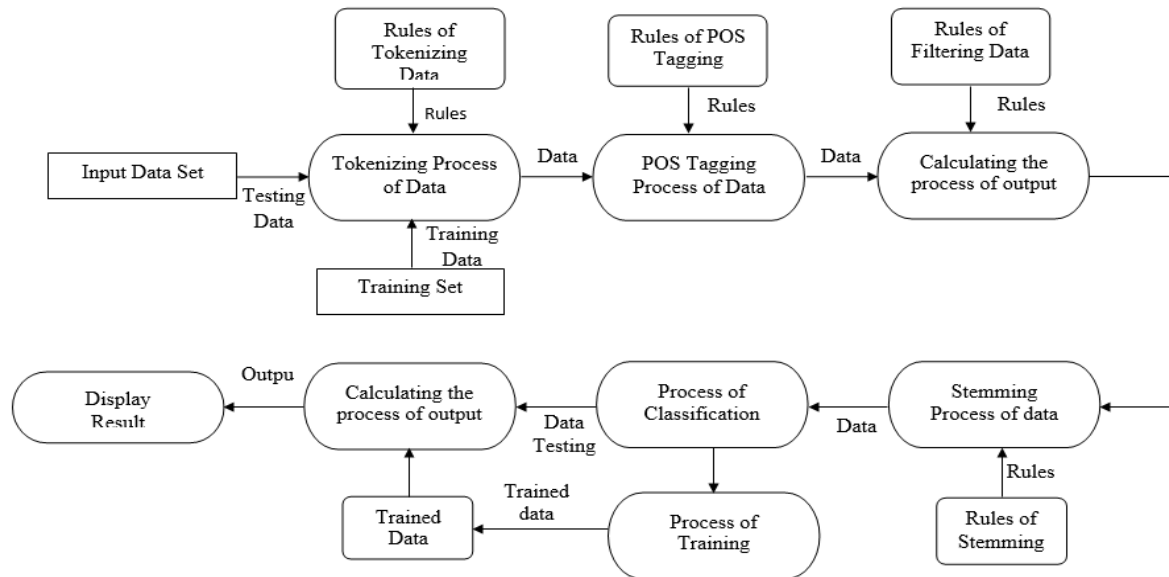 Rules of
Tokenizing
Data
Rules of POS
Tagging
Rules of
Filtering Data
Rules
Rules
Rules
Input Data Set
Testing
Data
Tokenizing Process
of Data
Data
POS Tagging
Process of Data
Data
Calculating the
process of output
Training
Data
Training Set
Display
Result
Outpu
Calculating the
process of output
Data
Testing
Process of
Classification
Data
Stemming
Process of data
Rules
Trained
Data
Trained
data
Process of
Training
Rules of
Stemming